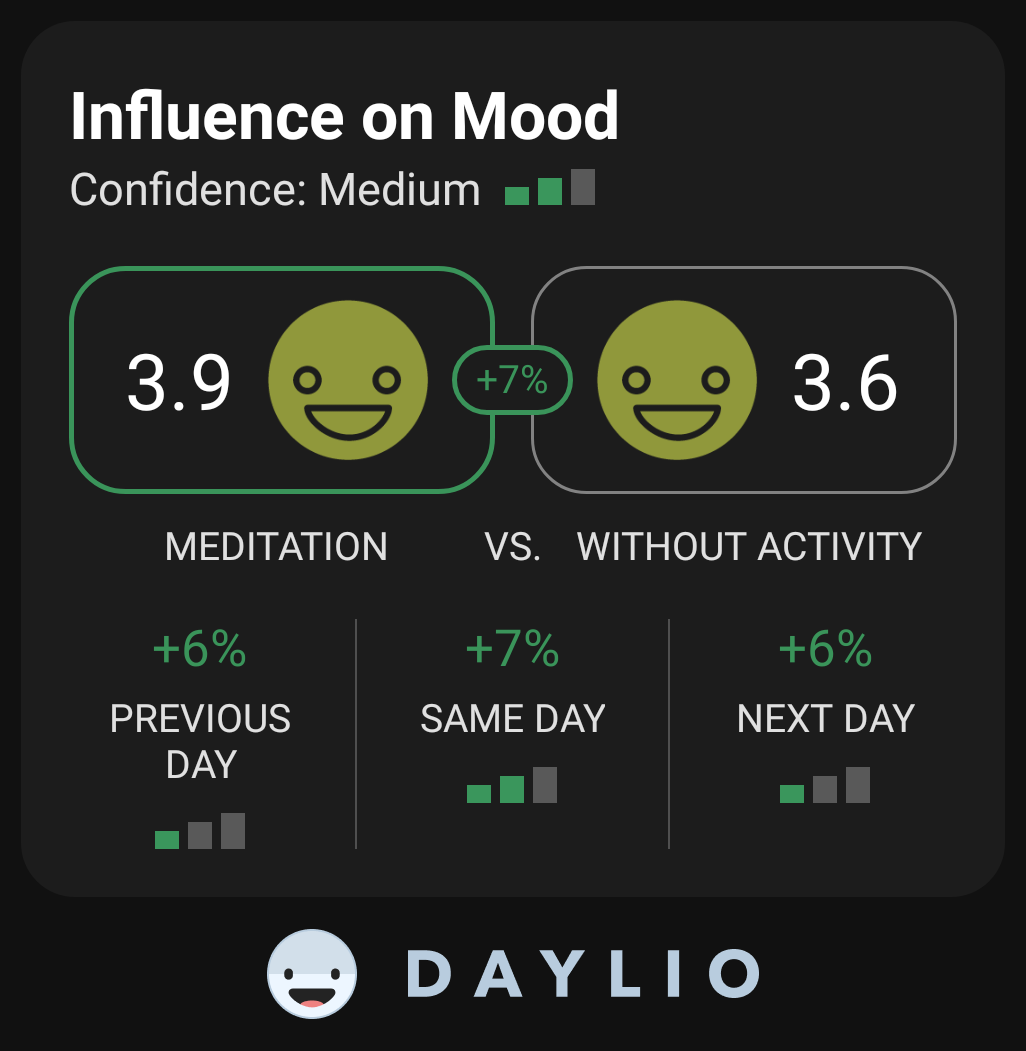 Influence on Mood
Confidence: Medium
3.9 +7% 3.6
MEDITATION VS. WITHOUT ACTIVITY
+6% +7% +6%
PREVIOUS DAY SAME DAY NEXT DAY
DAYLIO